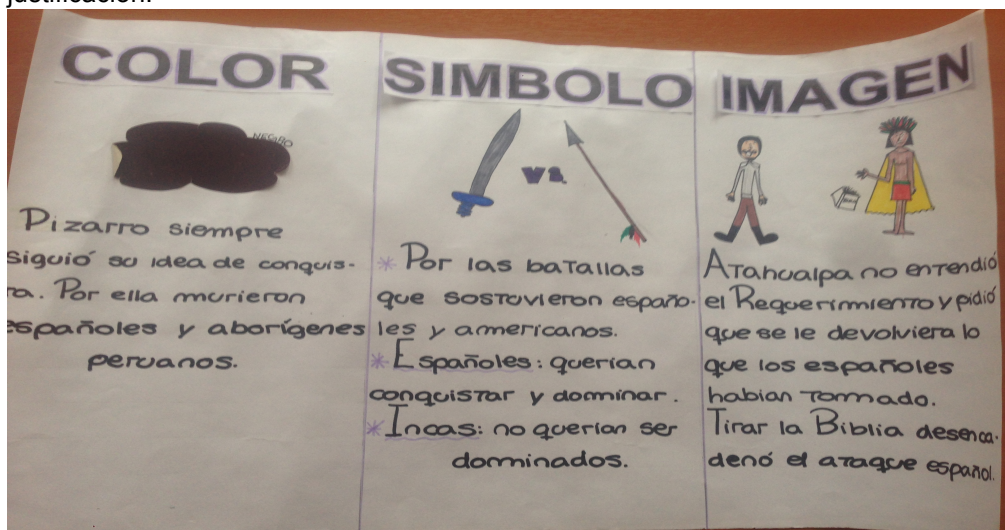 justificación.
COLOR
NEGRO
Pizarro siempre
siguió su idea de conquis-
ta. Por ella murieron
españoles y aborígenes
peruanos.
SIMBOLO
vs.
* Por las batallas
que sostuvieron españo-
les y americanos.
* Españoles: querían
conquistar y dominar.
* Incas: no querían ser
dominados.
IMAGEN
Atahualpa no entendió
el Requerimmiento y pidió
que se le devolviera lo
que los españoles
habían tomado.
Tirar la Biblia desenca-
denó el ataque español.